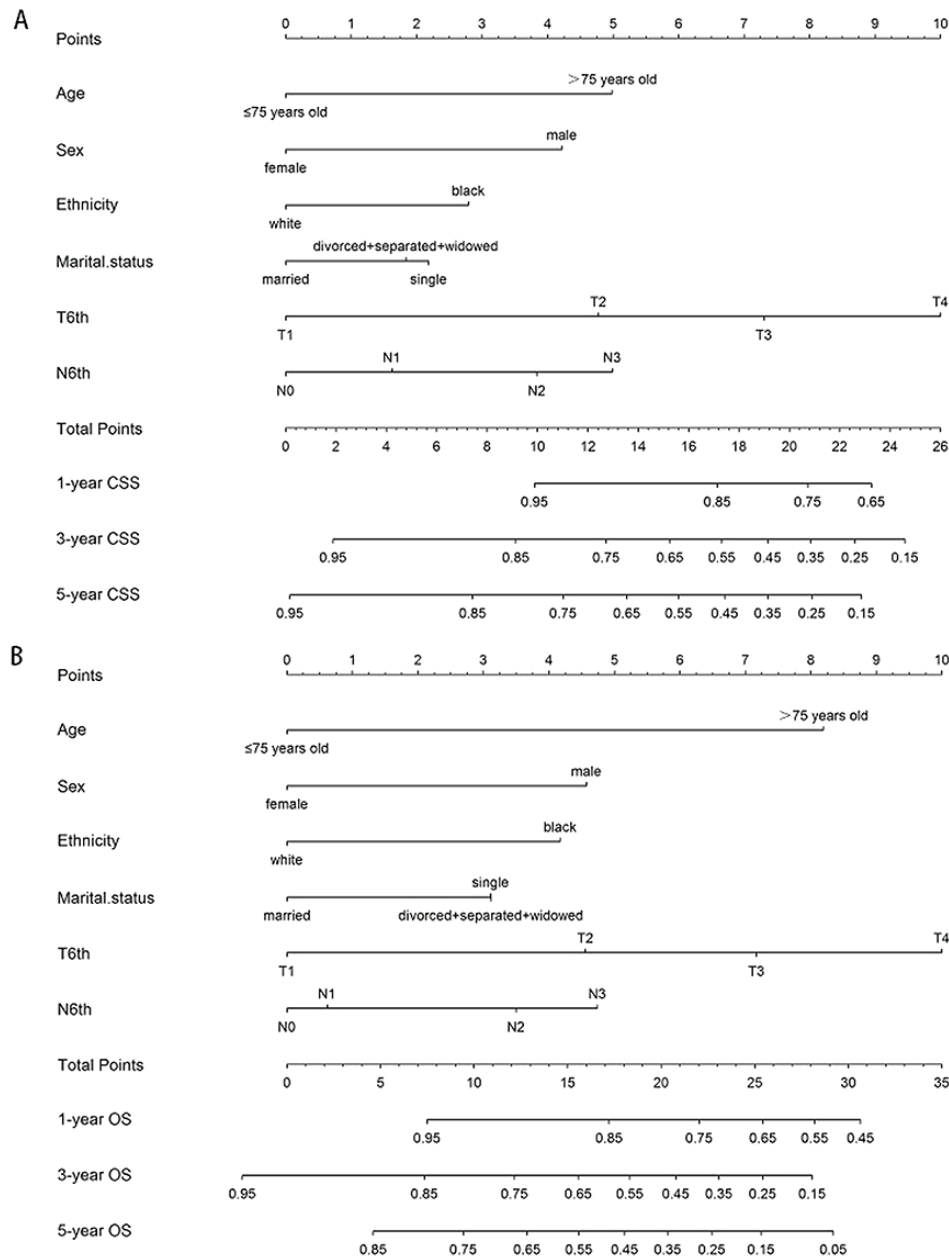 A
Points 0 1 2 3 4 5 6 7 8 9 10
Age >75 years old
≤75 years old
Sex male
female
Ethnicity black
white
divorced+separated+widowed
Marital.status
married single
T2 T4
T6th
T1 T3
N1 N3
N6th
N0 N2
Total Points
0 2 4 6 8 10 12 14 16 18 20 22 24 26
1-year CSS
0.95 0.85 0.75 0.65
3-year CSS
0.95 0.85 0.75 0.65 0.55 0.45 0.35 0.25 0.15
5-year CSS
0.95 0.85 0.75 0.65 0.55 0.45 0.35 0.25 0.15
B
Points 0 1 2 3 4 5 6 7 8 9 10
>75 years old
Age
≤75 years old
male
Sex
female
black
Ethnicity
white
single
Marital.status
married divorced+separated+widowed
T2 T4
T6th
T1 T3
N1 N3
N6th
N0 N2
Total Points
0 5 10 15 20 25 30 35
1-year OS
0.95 0.85 0.75 0.65 0.55 0.45
3-year OS
0.95 0.85 0.75 0.65 0.55 0.45 0.35 0.25 0.15
5-year OS
0.85 0.75 0.65 0.55 0.45 0.35 0.25 0.15 0.05